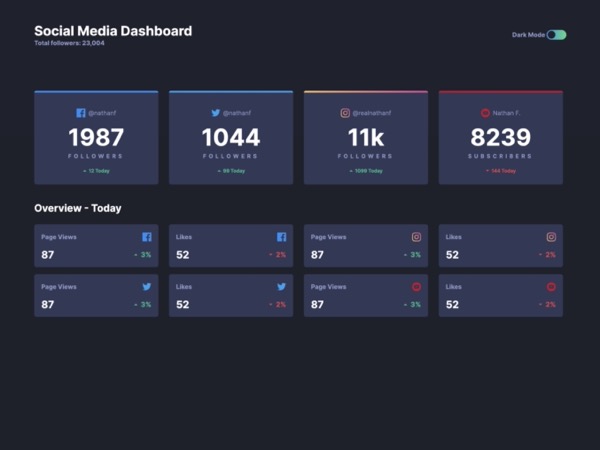 Social Media Dashboard
Total followers: 23,004
Dark Mode
@nathanf
1987
FOLLOWERS
12 Today
@nathanf
1044
FOLLOWERS
99 Today
@realnathanf
11k
FOLLOWERS
1099 Today
Nathan F.
8239
SUBSCRIBERS
144 Today
Overview - Today
Page Views
87
3%
Likes
52
2%
Page Views
87
3%
Likes
52
2%
Page Views
87
3%
Likes
52
2%
Page Views
87
3%
Likes
52
2%